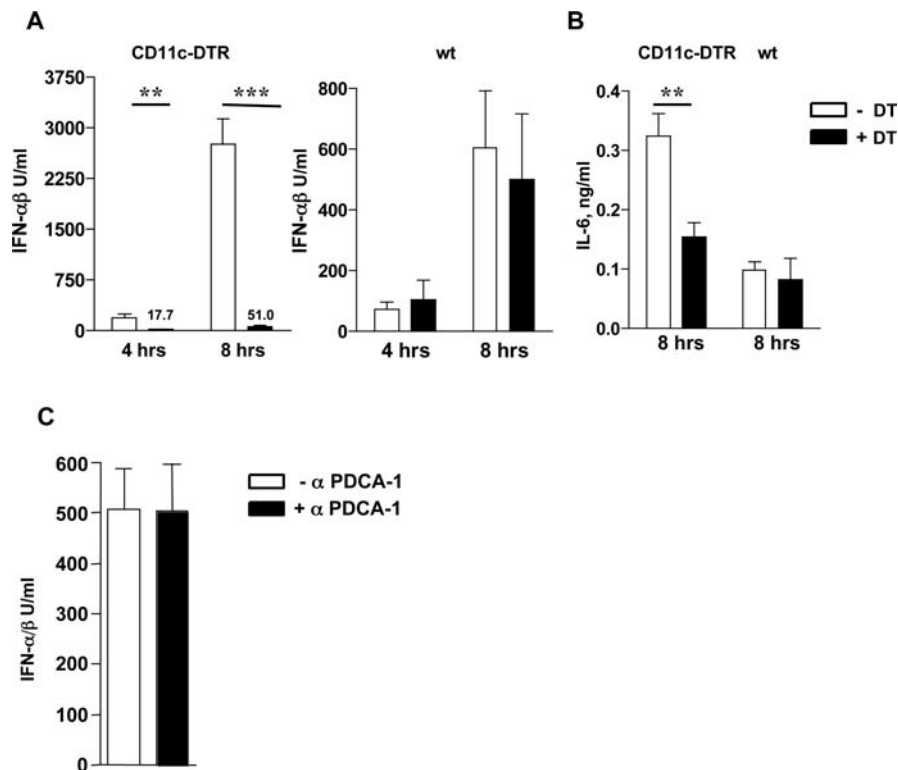 A
CD11c-DTR
wt
3750
3000
2250
1500
750
0
IFN-αβ U/ml
**
***
17.7
51.0
4 hrs
8 hrs
800
600
400
200
0
IFN-αβ U/ml
4 hrs
8 hrs
B
CD11c-DTR wt
0.4
0.3
0.2
0.1
0.0
IL-6, ng/ml
**
8 hrs
8 hrs
- DT
+ DT
C
600
500
400
300
200
100
0
IFN-α/β U/ml
- α PDCA-1
+ α PDCA-1